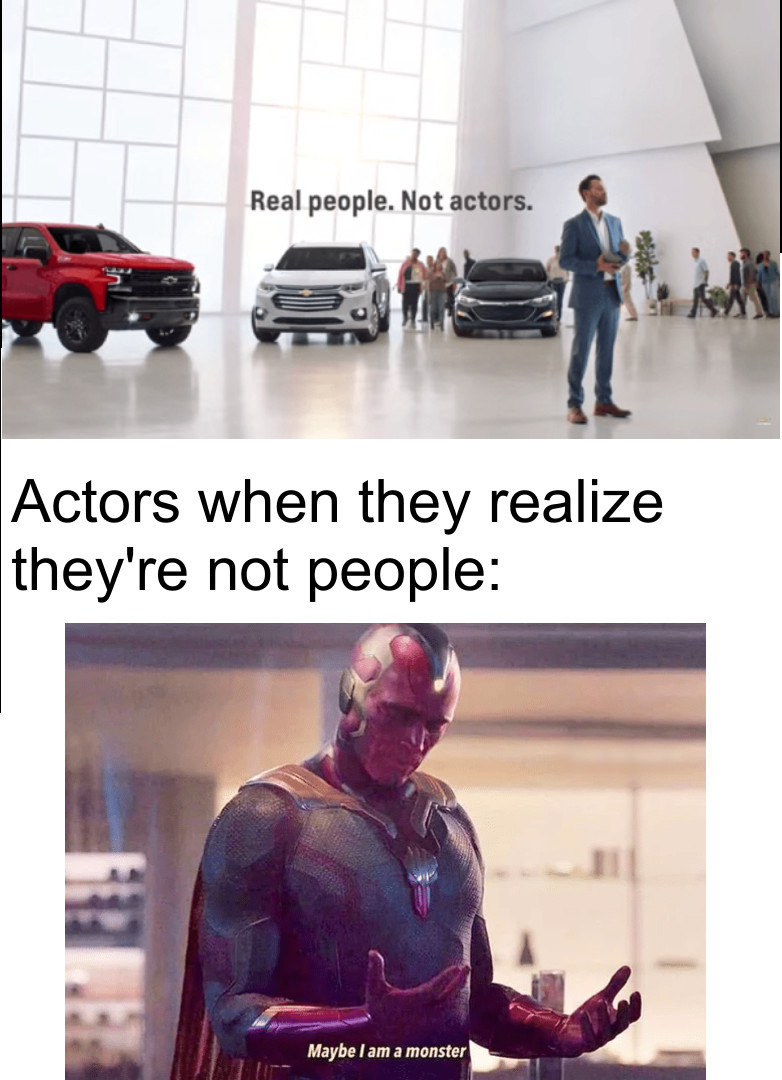 Real people. Not actors.
Actors when they realize
they're not people:
Maybe I am a monster